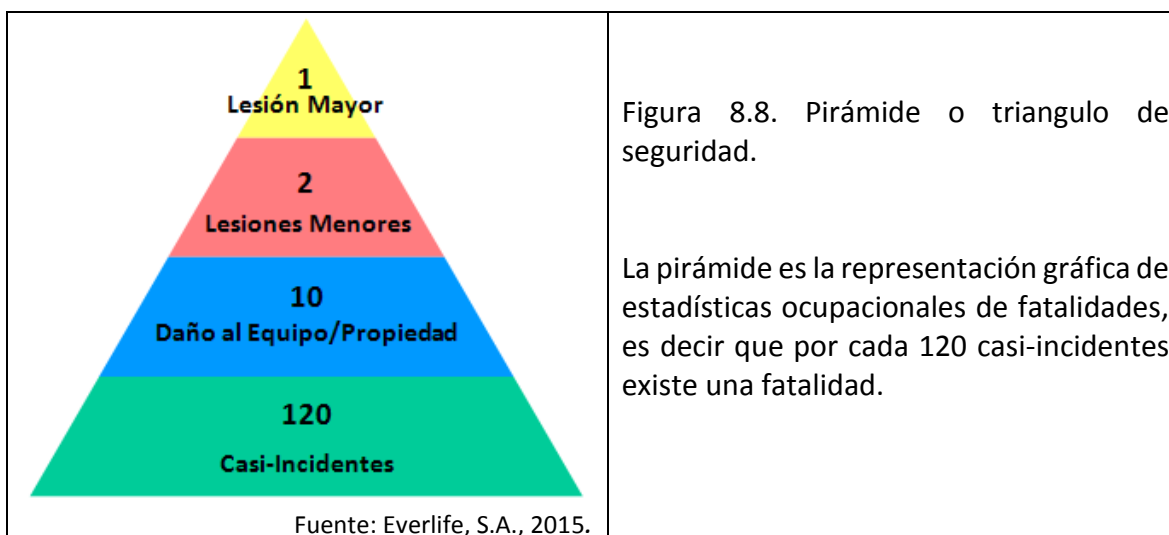 1
Lesión Mayor
2
Lesiones Menores
10
Daño al Equipo/Propiedad
120
Casi-Incidentes
Fuente: Everlife, S.A., 2015.
Figura 8.8. Pirámide o triangulo de
seguridad.
La pirámide es la representación gráfica de
estadísticas ocupacionales de fatalidades,
es decir que por cada 120 casi-incidentes
existe una fatalidad.